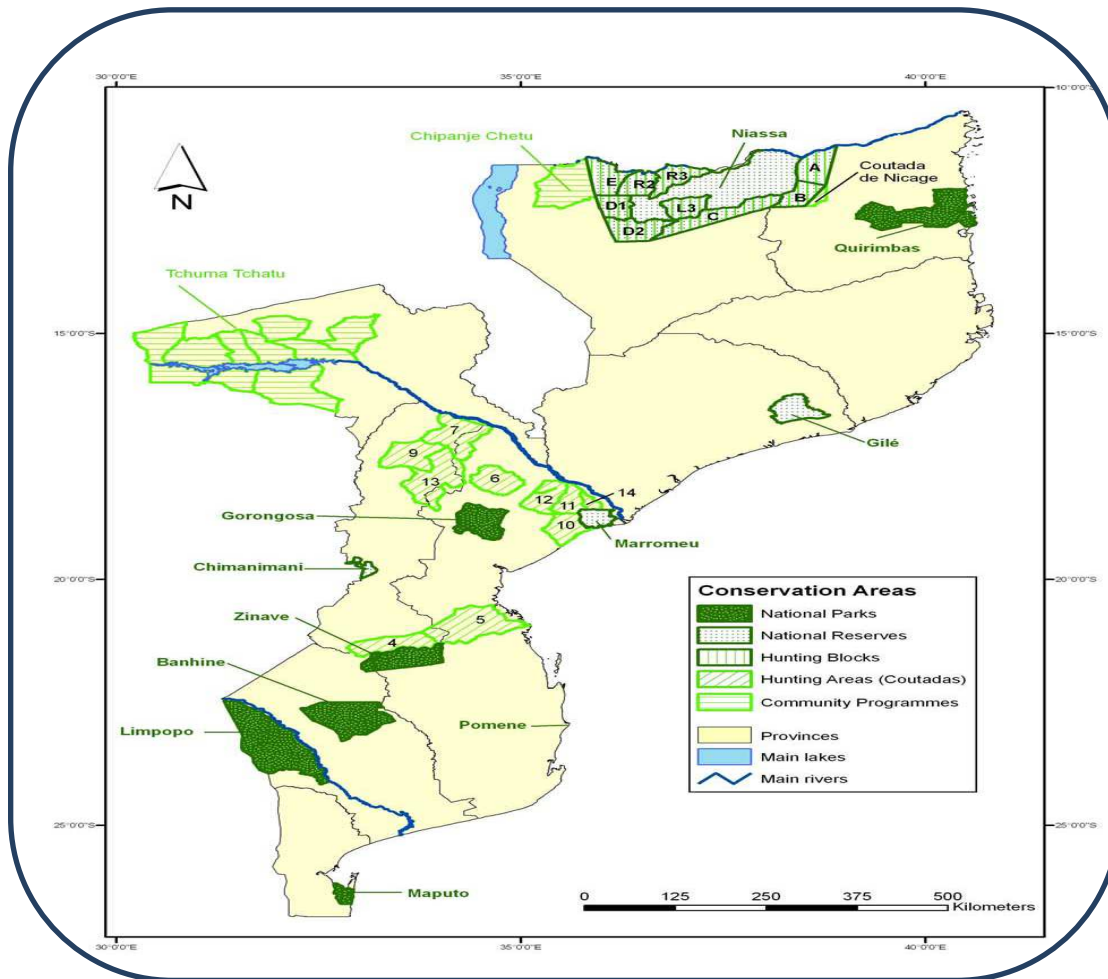 30°0'0"E 35°0'0"E 40°0'0"E
10°0'0"S
Chipanje Chetu
Niassa
Coutada
de Nicage
N
E
R2
R3
A
D1
L3
B
C
D2
Quirimbas
Tchuma Tchatu
15°0'0"S 15°0'0"S
7
9
13
6
12
11
14
10
Gilé
Gorongosa
Marromeu
Chimanimani
20°0'0"S 20°0'0"S
Zinave
4
5
Banhine
Limpopo
Pomene
Conservation Areas
National Parks
National Reserves
Hunting Blocks
Hunting Areas (Coutadas)
Community Programmes
Provinces
Main lakes
Main rivers
25°0'0"S 25°0'0"S
Maputo
0 125 250 375 500
Kilometers
30°0'0"E 35°0'0"E 40°0'0"E